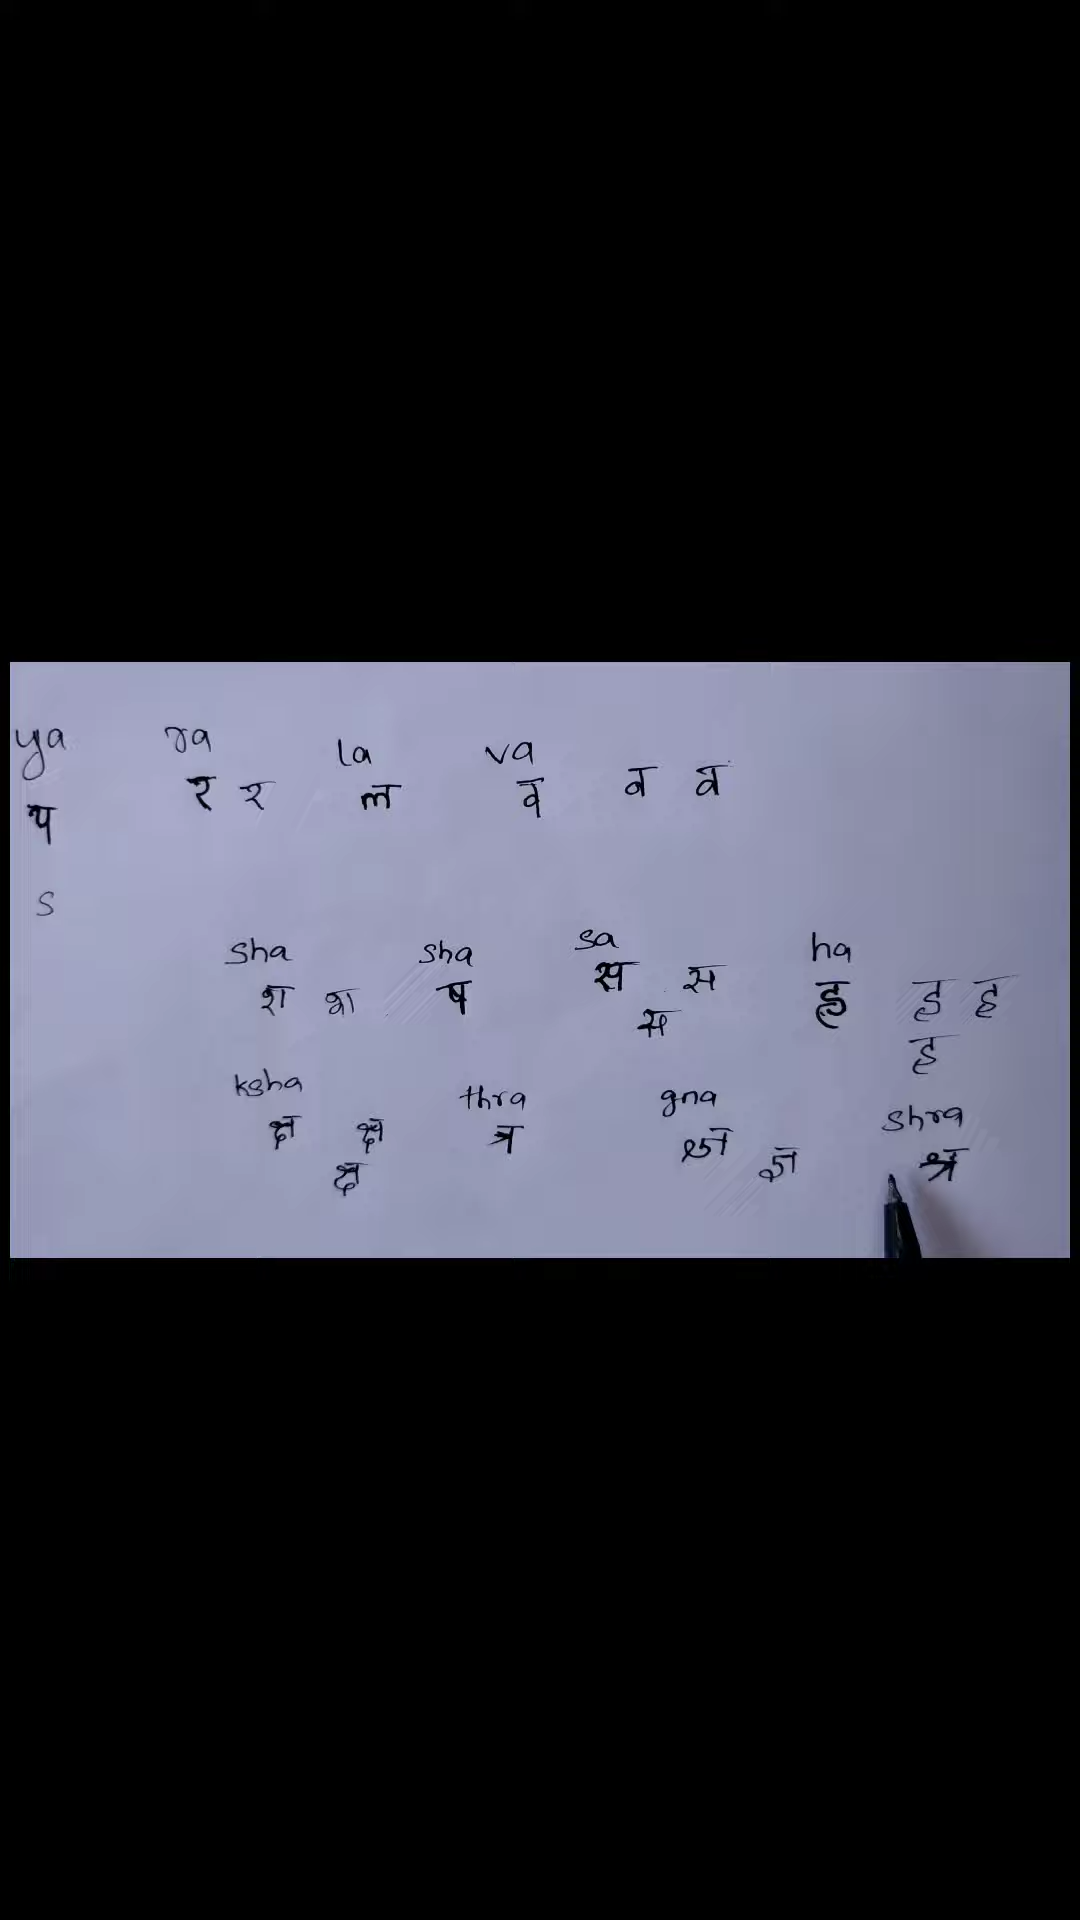 ya ra la va
य र र ल व व व
s
sha sha sa ha
श श ष स स ह ह ह
स ह
ksha thra gna shra
क्ष क्ष त्र ज्ञ ज्ञ श्र
क्ष